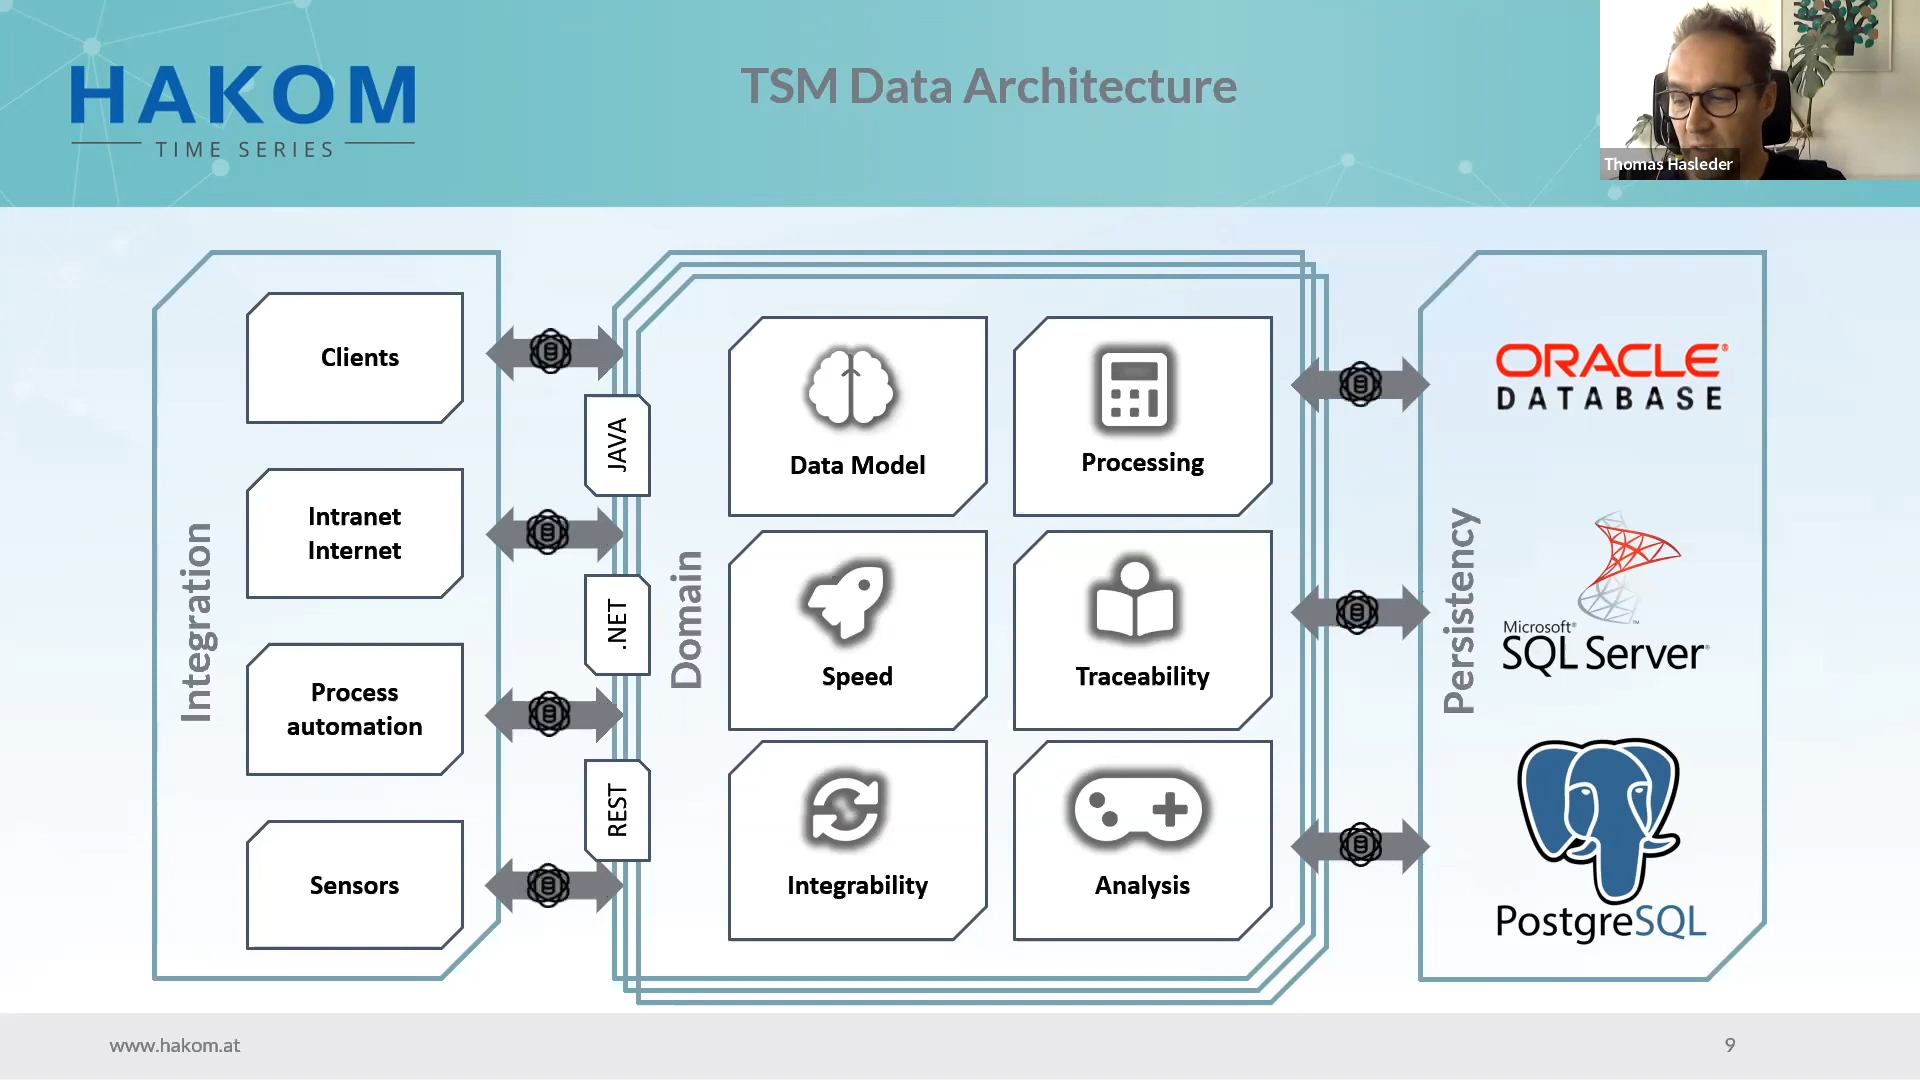 HAKOM
TIME SERIES
TSM Data Architecture
Thomas Hasleder
Integration
Clients
Intranet
Internet
Process
automation
Sensors
JAVA
.NET
REST
Domain
Data Model
Processing
Speed
Traceability
Integrability
Analysis
Persistency
ORACLE®
DATABASE
Microsoft®
SQL Server®
PostgreSQL
www.hakom.at
9